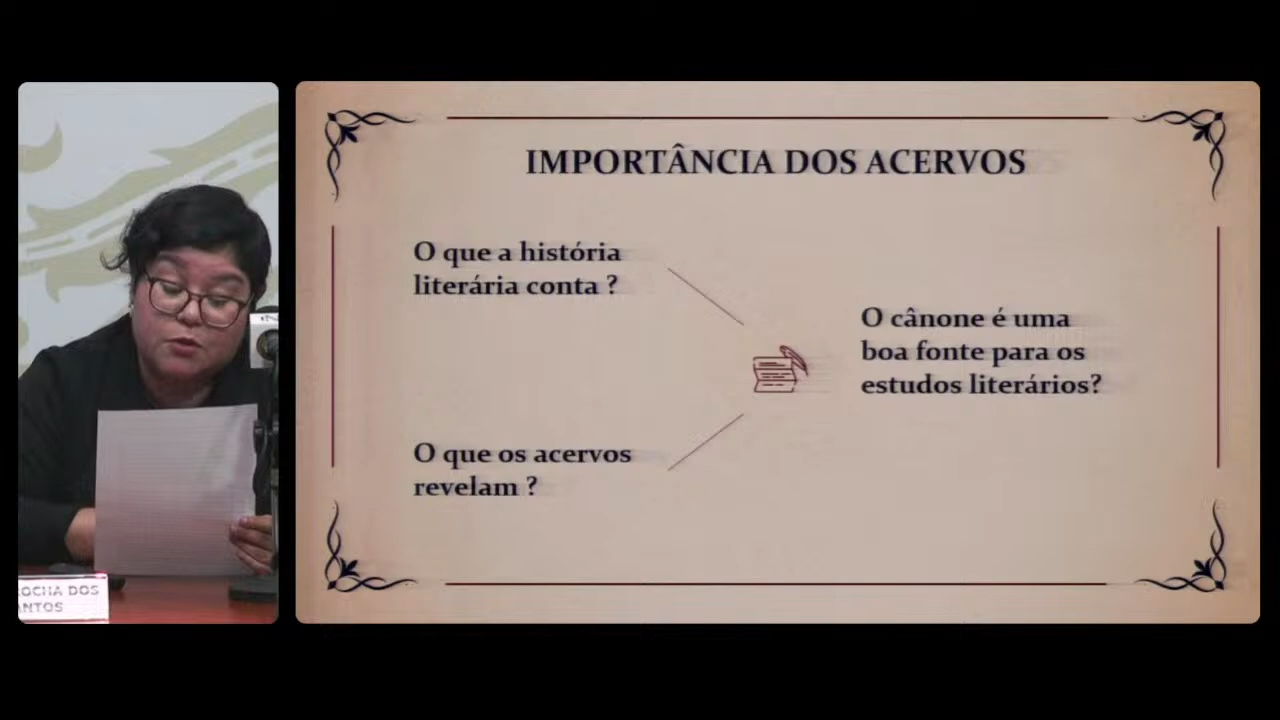 IMPORTÂNCIA DOS ACERVOS
O que a história
literária conta ?
O cânone é uma
boa fonte para os
estudos literários?
O que os acervos
revelam ?
DOS